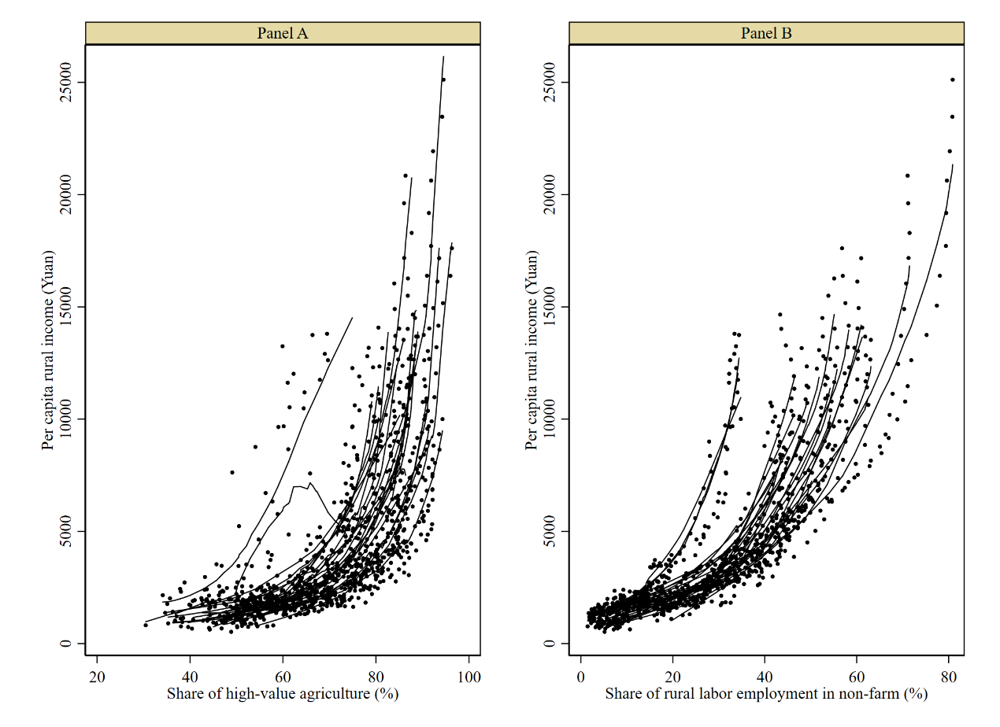 Panel A
Per capita rural income (Yuan)
25000
20000
15000
10000
5000
0
20 40 60 80 100
Share of high-value agriculture (%)
Panel B
Per capita rural income (Yuan)
25000
20000
15000
10000
5000
0
0 20 40 60 80
Share of rural labor employment in non-farm (%)